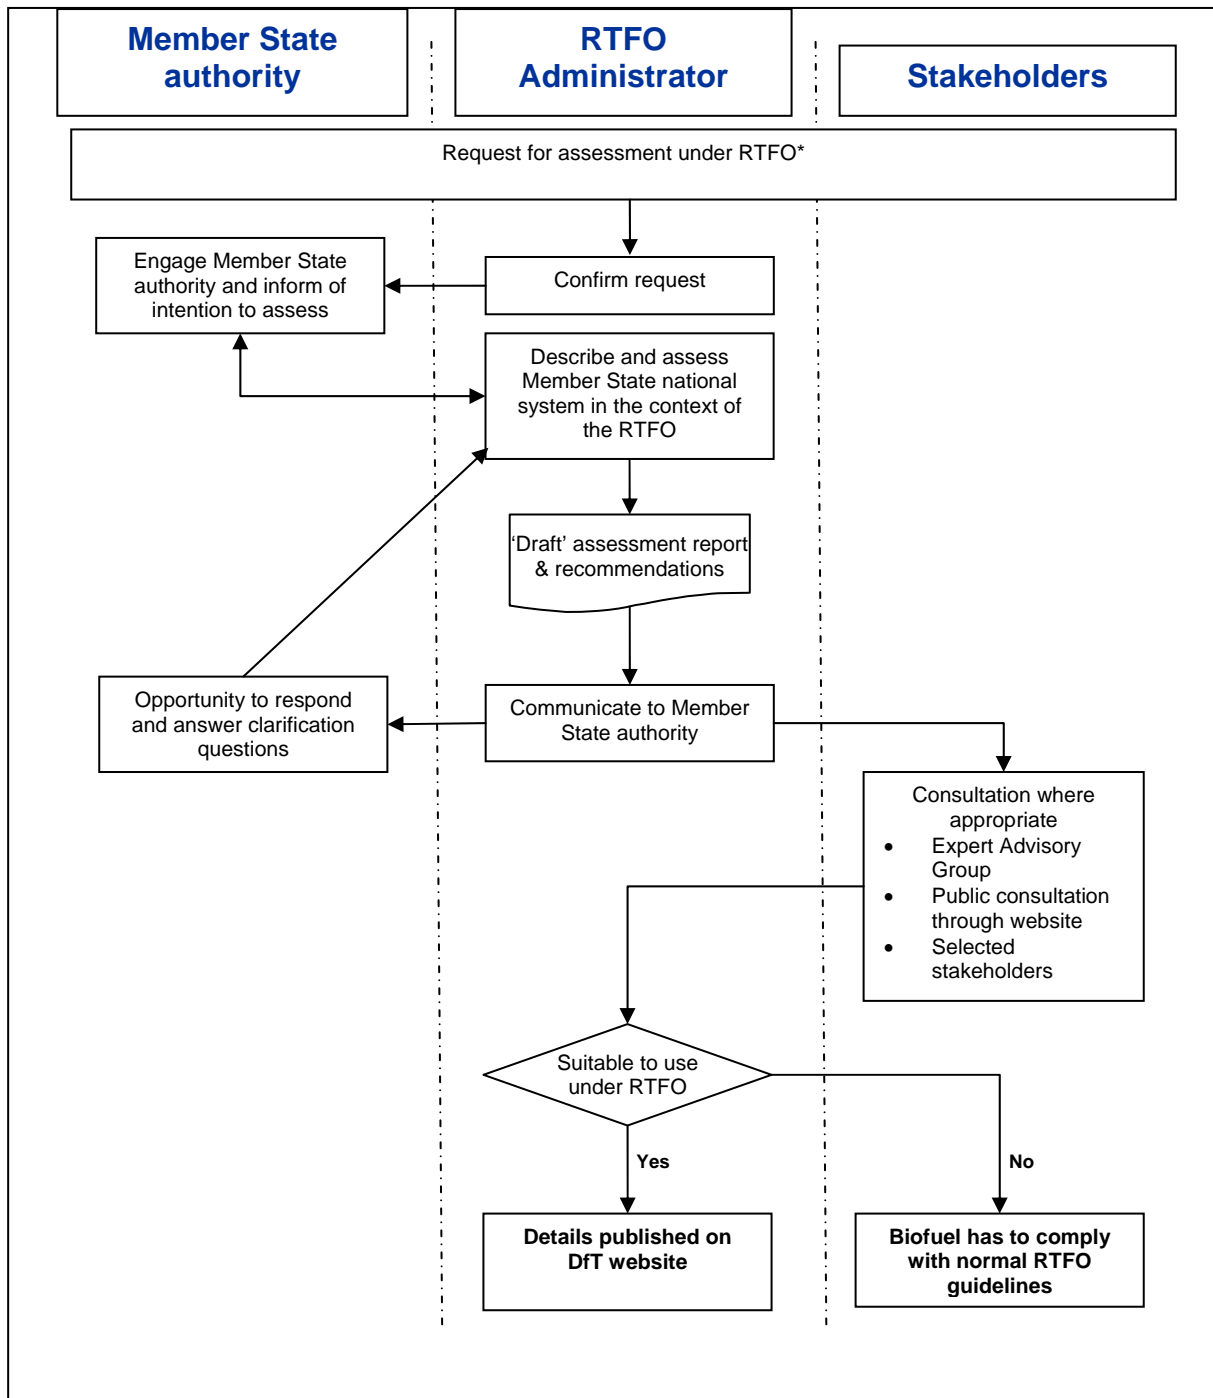 Member State
authority
RTFO
Administrator
Stakeholders
Request for assessment under RTFO*
Engage Member State
authority and inform of
intention to assess
Confirm request
Describe and assess
Member State national
system in the context of
the RTFO
‘Draft’ assessment report
& recommendations
Opportunity to respond
and answer clarification
questions
Communicate to Member
State authority
Consultation where
appropriate
• Expert Advisory
Group
• Public consultation
through website
• Selected
stakeholders
Suitable to use
under RTFO
Yes
No
Details published on
DfT website
Biofuel has to comply
with normal RTFO
guidelines